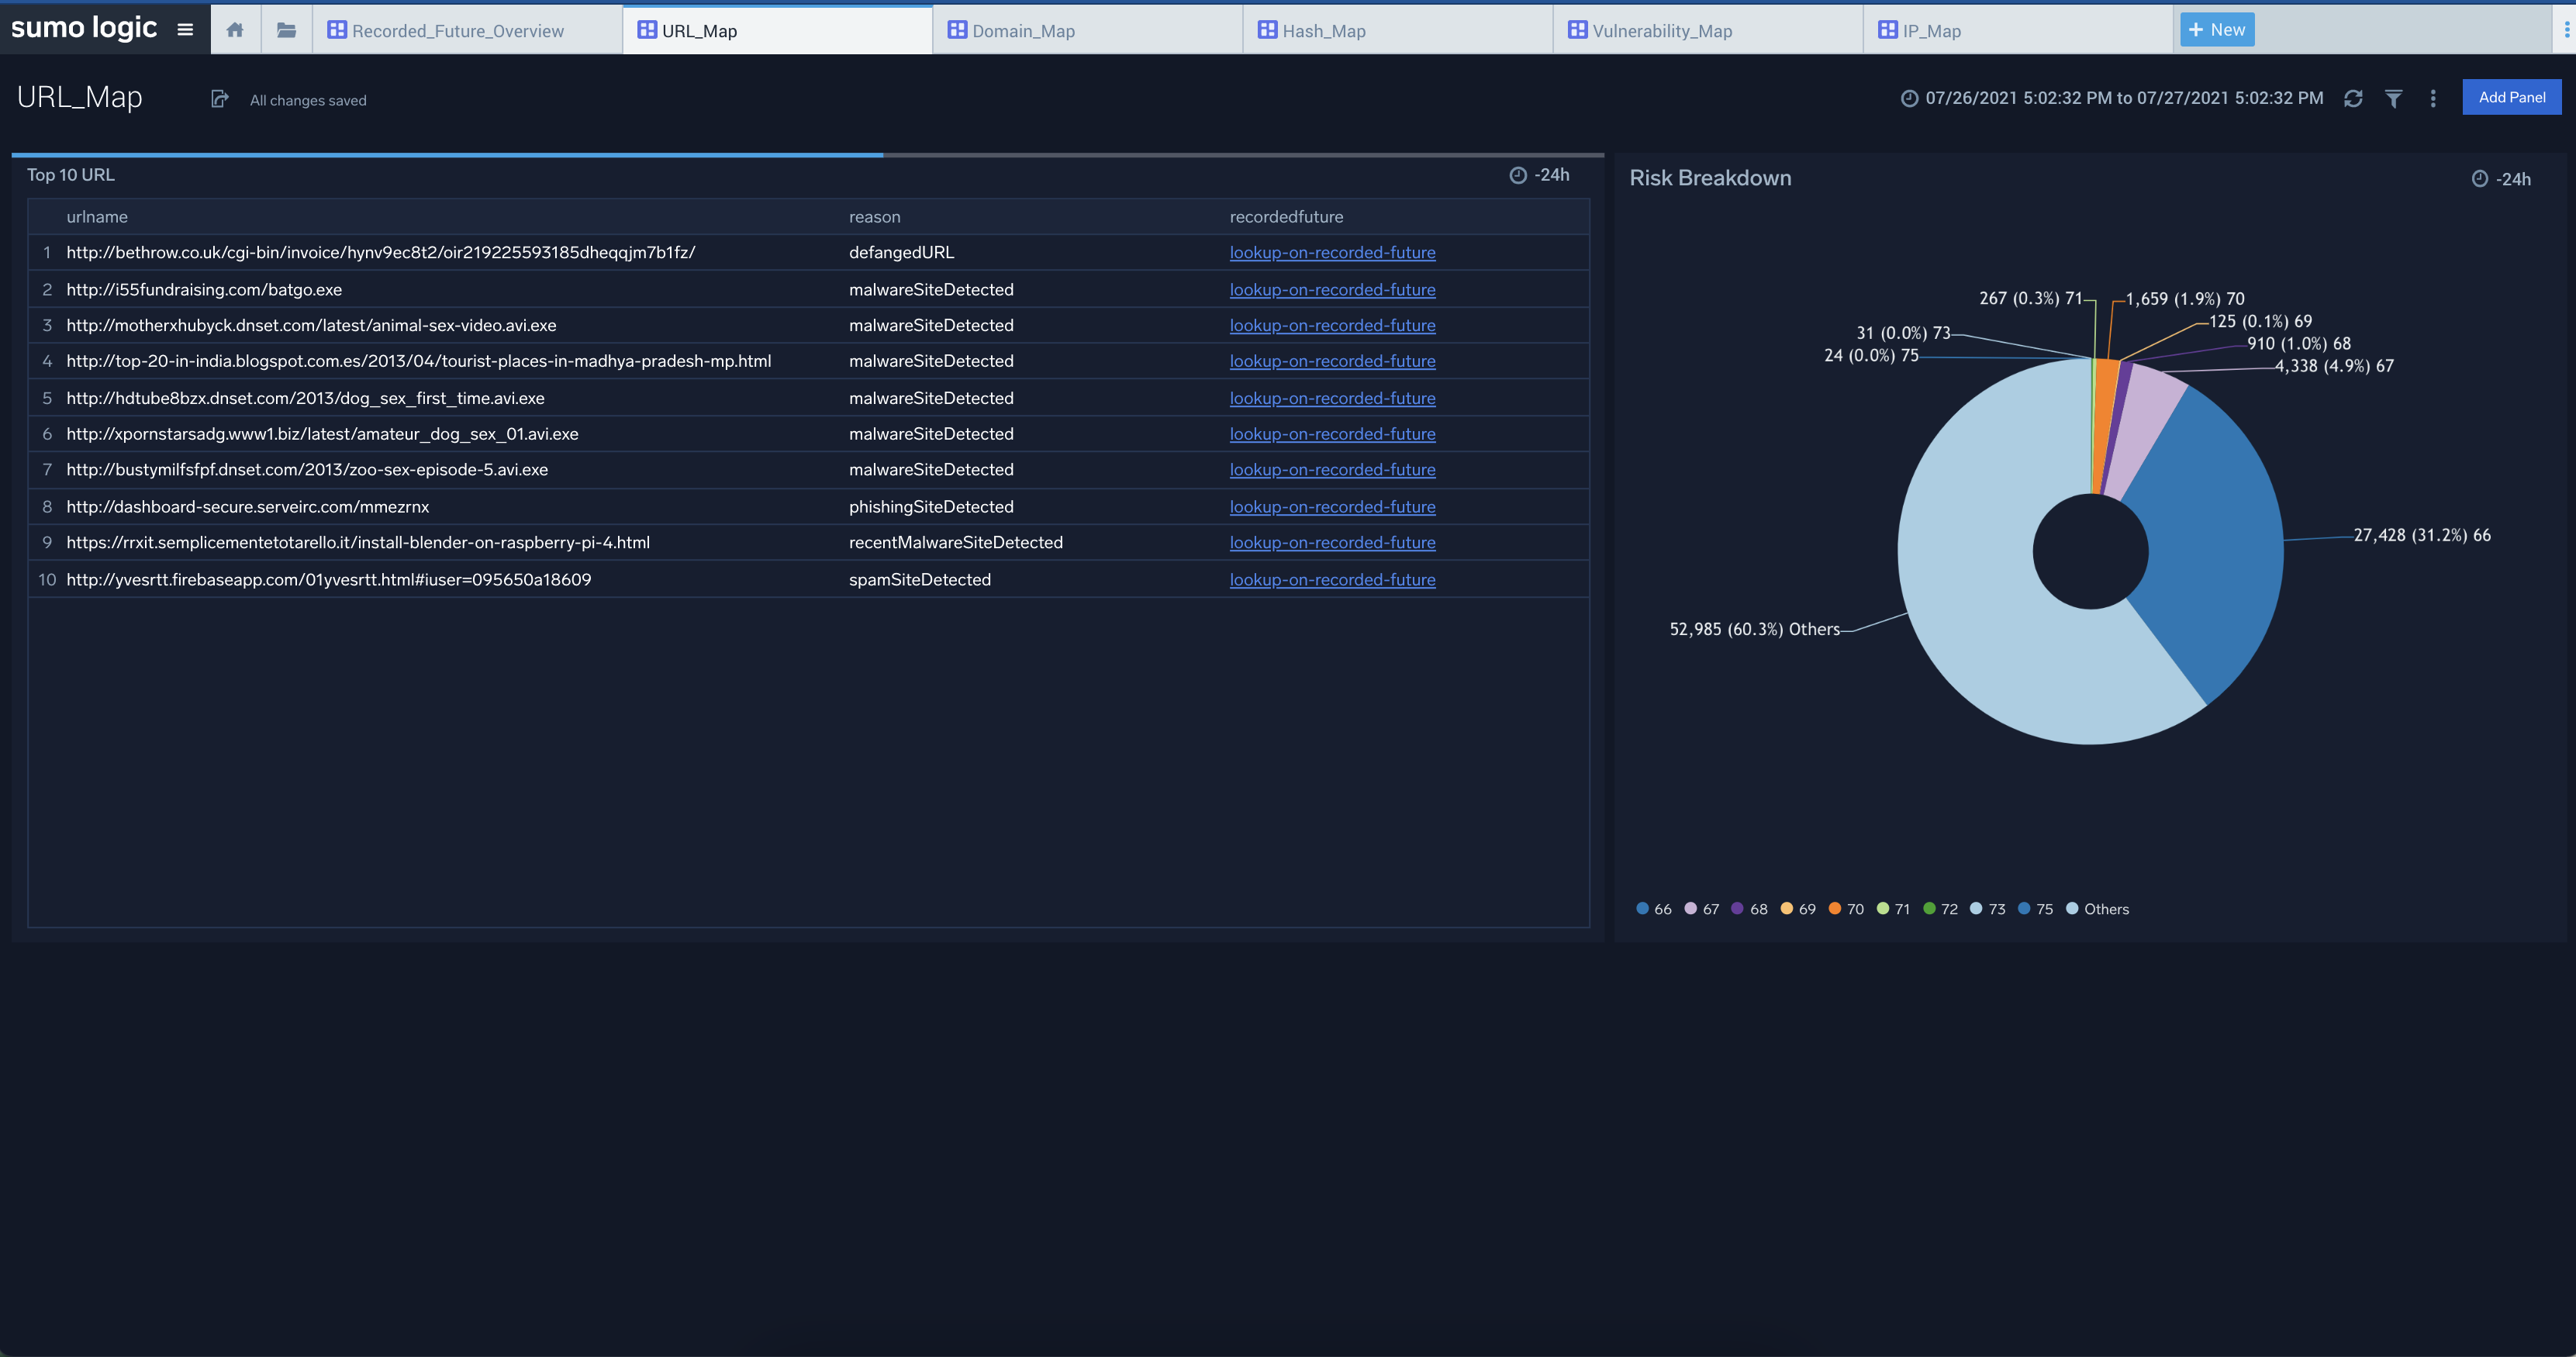 sumo logic
Recorded_Future_Overview
URL_Map
Domain_Map
Hash_Map
Vulnerability_Map
IP_Map
+ New
URL_Map
All changes saved
07/26/2021 5:02:32 PM to 07/27/2021 5:02:32 PM
Add Panel
Top 10 URL
-24h
urlname reason recordedfuture
1 http://bethrow.co.uk/cgi-bin/invoice/hynv9ec8t2/oir219225593185dheqqjm7b1fz/ defangedURL lookup-on-recorded-future
2 http://i55fundraising.com/batgo.exe malwareSiteDetected lookup-on-recorded-future
3 http://motherxhubyck.dnset.com/latest/animal-sex-video.avi.exe malwareSiteDetected lookup-on-recorded-future
4 http://top-20-in-india.blogspot.com.es/2013/04/tourist-places-in-madhya-pradesh-mp.html malwareSiteDetected lookup-on-recorded-future
5 http://hdtube8bzx.dnset.com/2013/dog_sex_first_time.avi.exe malwareSiteDetected lookup-on-recorded-future
6 http://xpornstarsadg.www1.biz/latest/amateur_dog_sex_01.avi.exe malwareSiteDetected lookup-on-recorded-future
7 http://bustymilfsfpf.dnset.com/2013/zoo-sex-episode-5.avi.exe malwareSiteDetected lookup-on-recorded-future
8 http://dashboard-secure.serveirc.com/mmezrnx phishingSiteDetected lookup-on-recorded-future
9 https://rrxit.semplicementetotarello.it/install-blender-on-raspberry-pi-4.html recentMalwareSiteDetected lookup-on-recorded-future
10 http://yvesrtt.firebaseapp.com/01yvesrtt.html#iuser=095650a18609 spamSiteDetected lookup-on-recorded-future
Risk Breakdown
-24h
267 (0.3%) 71
1,659 (1.9%) 70
125 (0.1%) 69
31 (0.0%) 73
910 (1.0%) 68
24 (0.0%) 75
4,338 (4.9%) 67
27,428 (31.2%) 66
52,985 (60.3%) Others
66 67 68 69 70 71 72 73 75 Others